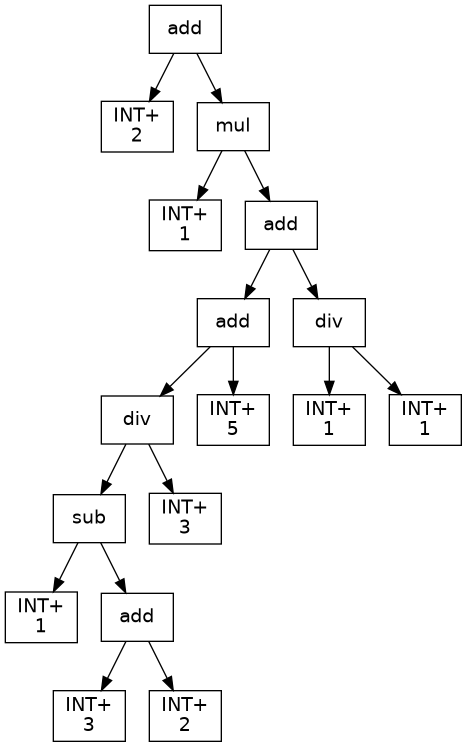 add
INT+
2
mul
INT+
1
add
add
div
div
INT+
5
INT+
1
INT+
1
sub
INT+
3
INT+
1
add
INT+
3
INT+
2